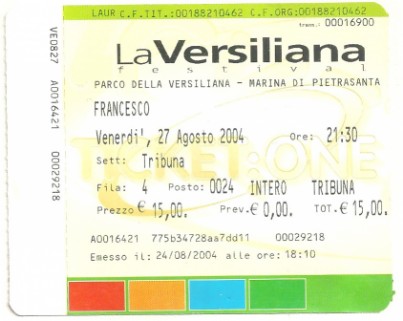 LAUR C.F.TIT.:00188210462 C.F.ORG:00188210462
tran.: 00016900
LaVersiliana
festival
PARCO DELLA VERSILIANA - MARINA DI PIETRASANTA
FRANCESCO
Venerdi', 27 Agosto 2004 Ore: 21:30
Sett: Tribuna
Fila: 4 Posto: 0024 INTERO TRIBUNA
Prezzo € 15,00. Prev.€ 0,00. TOT.€ 15,00.
A0016421 775b34728aa7dd11 00029218
Emesso il: 24/08/2004 alle ore: 18:10
VE0827 A0016421 00029218
TICKETONE